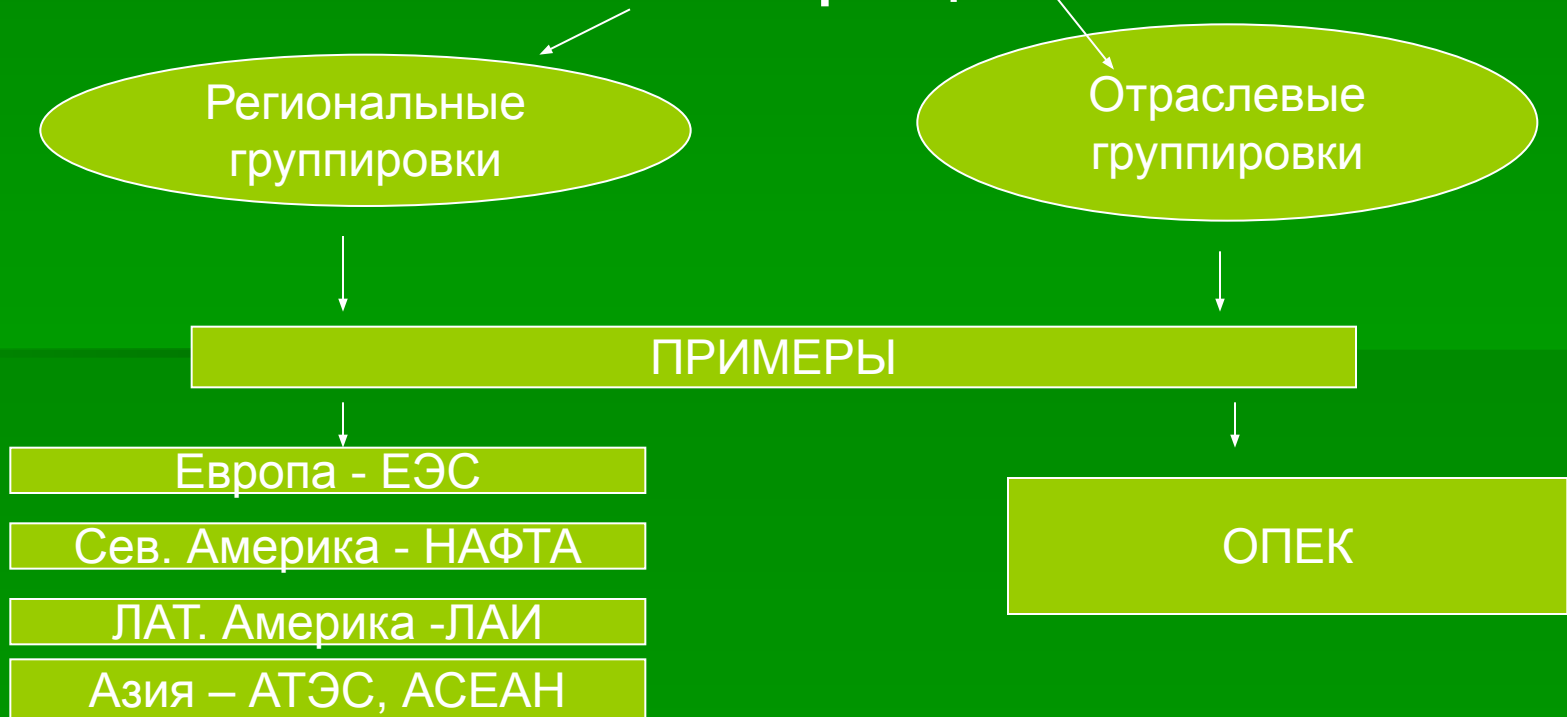 Региональные
группировки
Отраслевые
группировки
ПРИМЕРЫ
Европа - ЕЭС
Сев. Америка - НАФТА
ЛАТ. Америка -ЛАИ
Азия – АТЭС, АСЕАН
ОПЕК